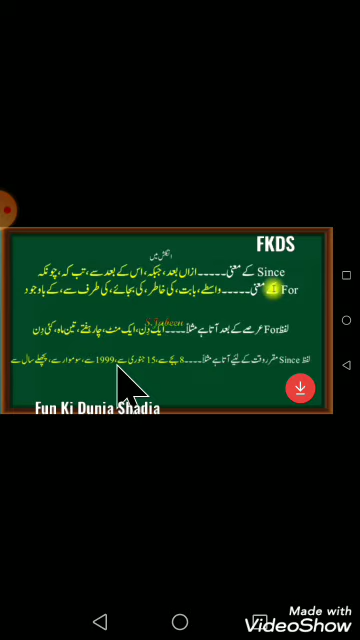 FKDS
انگلش میں
Since کے معنی۔۔۔۔۔ازاں بعد، جبکہ، اس کے بعد سے، تب کہ، چونکہ
For کے معنی۔۔۔۔۔واسطے، بابت، کی خاطر، کی بجائے، کی طرف سے، کے باوجود
S.Jabeen
لفظ For عرصے کے بعد آتا ہے مثلاً۔۔۔۔ایک دن، ایک منٹ، چار ہفتے، تین ماہ، کئی دن
لفظ Since مقررہ وقت کے لئیے آتا ہے مثلاً۔۔۔۔8 بجے سے، 15 جنوری سے، 1999 سے، سوموار سے، پچھلے سال سے
Fun Ki Dunia Shadia
Made with
VideoShow